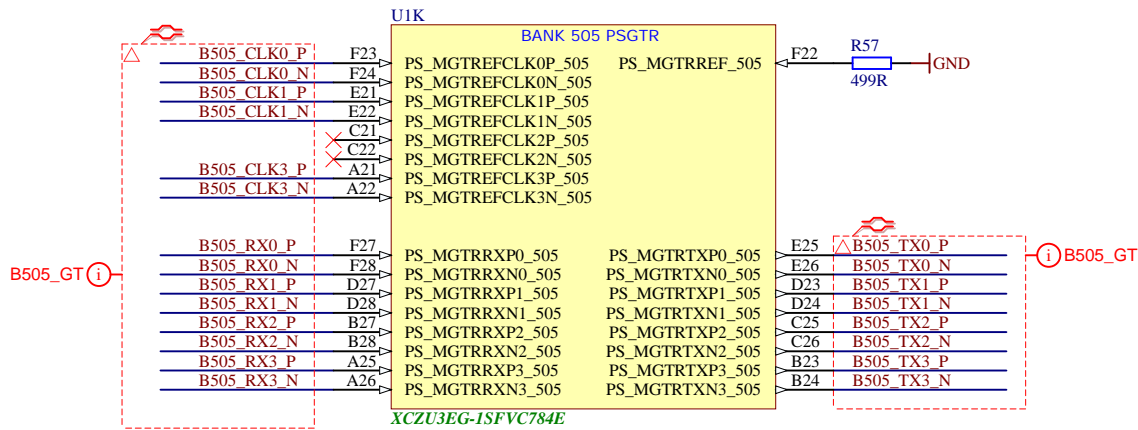 U1K
BANK 505 PSGTR
B505_CLK0_P F23 PS_MGTREFCLK0P_505 PS_MGTRREF_505 F22 R57 499R GND
B505_CLK0_N F24 PS_MGTREFCLK0N_505
B505_CLK1_P E21 PS_MGTREFCLK1P_505
B505_CLK1_N E22 PS_MGTREFCLK1N_505
C21 PS_MGTREFCLK2P_505
C22 PS_MGTREFCLK2N_505
B505_CLK3_P A21 PS_MGTREFCLK3P_505
B505_CLK3_N A22 PS_MGTREFCLK3N_505
B505_RX0_P F27 PS_MGTRRXP0_505 PS_MGTRTXP0_505 E25 B505_TX0_P
B505_RX0_N F28 PS_MGTRRXN0_505 PS_MGTRTXN0_505 E26 B505_TX0_N
B505_GT i
i B505_GT
B505_RX1_P D27 PS_MGTRRXP1_505 PS_MGTRTXP1_505 D23 B505_TX1_P
B505_RX1_N D28 PS_MGTRRXN1_505 PS_MGTRTXN1_505 D24 B505_TX1_N
B505_RX2_P B27 PS_MGTRRXP2_505 PS_MGTRTXP2_505 C25 B505_TX2_P
B505_RX2_N B28 PS_MGTRRXN2_505 PS_MGTRTXN2_505 C26 B505_TX2_N
B505_RX3_P A25 PS_MGTRRXP3_505 PS_MGTRTXP3_505 B23 B505_TX3_P
B505_RX3_N A26 PS_MGTRRXN3_505 PS_MGTRTXN3_505 B24 B505_TX3_N
XCZU3EG-1SFVC784E